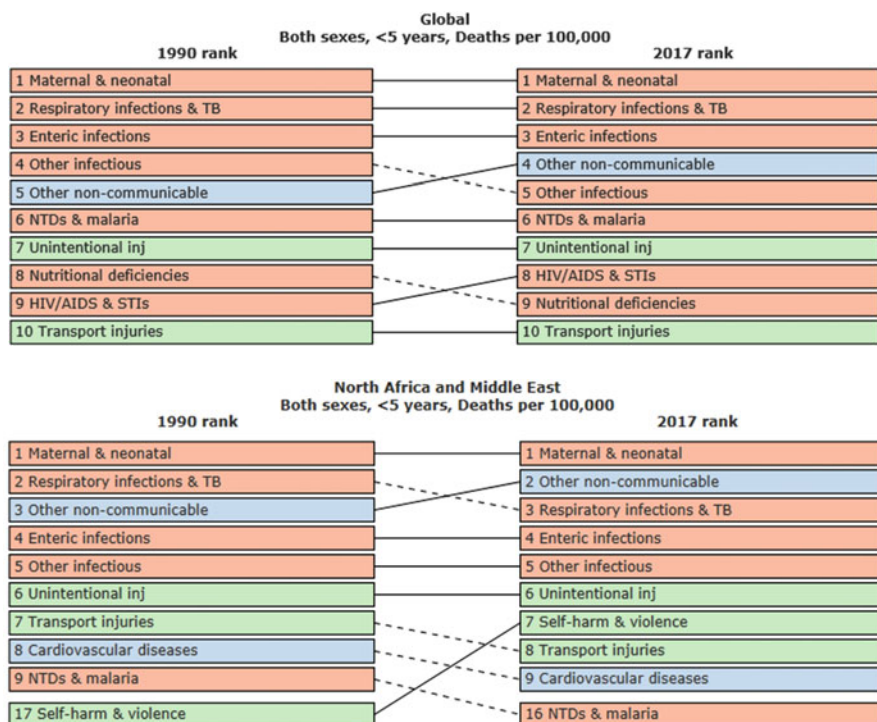 Global
Both sexes, <5 years, Deaths per 100,000
1990 rank
2017 rank
1 Maternal & neonatal
1 Maternal & neonatal
2 Respiratory infections & TB
2 Respiratory infections & TB
3 Enteric infections
3 Enteric infections
4 Other infectious
4 Other non-communicable
5 Other non-communicable
5 Other infectious
6 NTDs & malaria
6 NTDs & malaria
7 Unintentional inj
7 Unintentional inj
8 Nutritional deficiencies
8 HIV/AIDS & STIs
9 HIV/AIDS & STIs
9 Nutritional deficiencies
10 Transport injuries
10 Transport injuries
North Africa and Middle East
Both sexes, <5 years, Deaths per 100,000
1990 rank
2017 rank
1 Maternal & neonatal
1 Maternal & neonatal
2 Respiratory infections & TB
2 Other non-communicable
3 Other non-communicable
3 Respiratory infections & TB
4 Enteric infections
4 Enteric infections
5 Other infectious
5 Other infectious
6 Unintentional inj
6 Unintentional inj
7 Transport injuries
7 Self-harm & violence
8 Cardiovascular diseases
8 Transport injuries
9 NTDs & malaria
9 Cardiovascular diseases
17 Self-harm & violence
16 NTDs & malaria